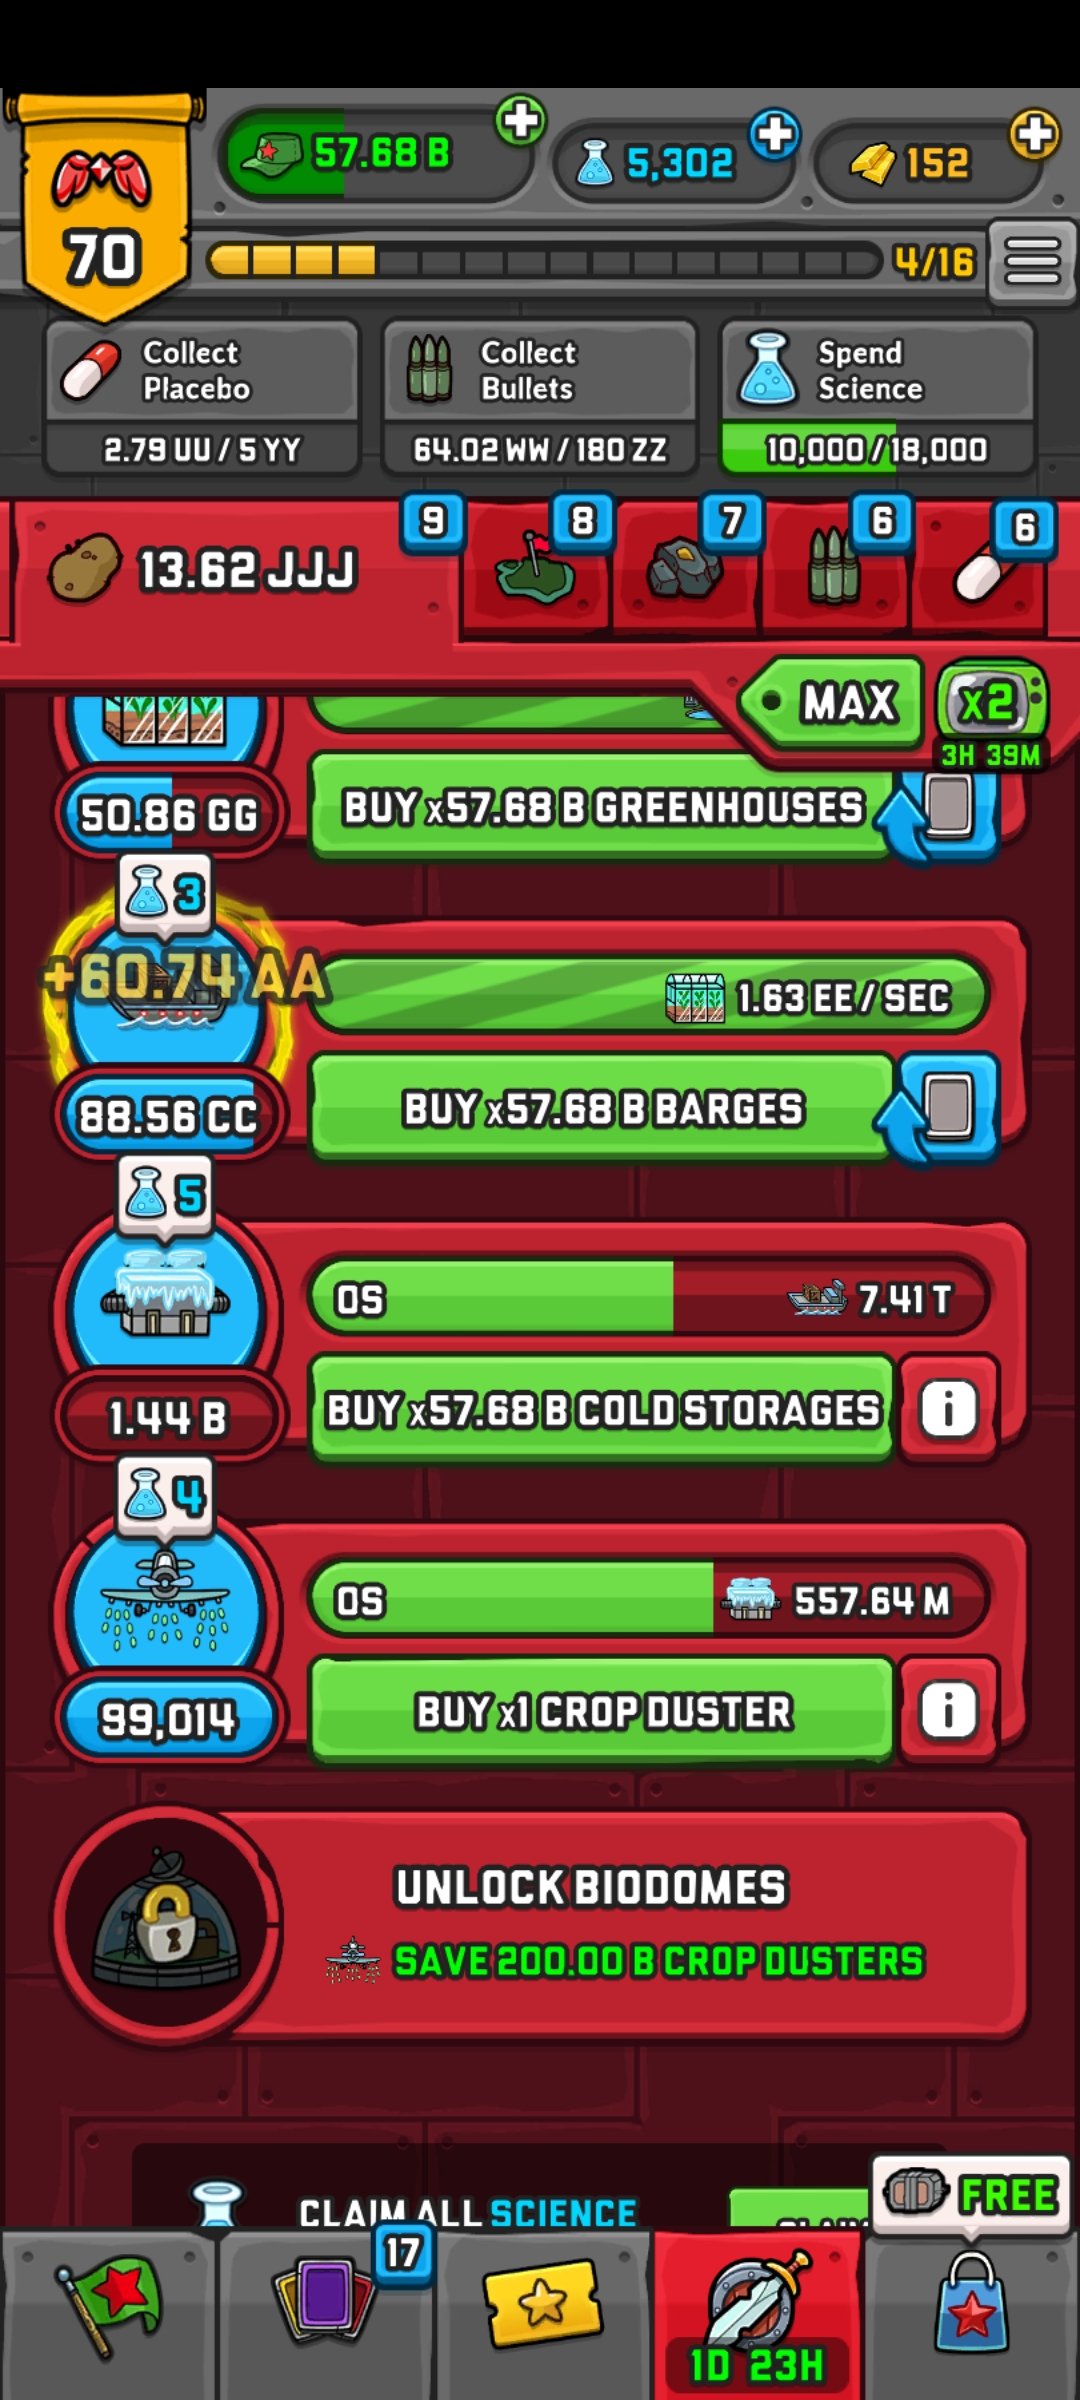 57.68 B
5,302
152
70
4/16
Collect
Placebo
2.79 UU / 5 YY
Collect
Bullets
64.02 WW / 180 ZZ
Spend
Science
10,000 / 18,000
13.62 JJJ
9
8
7
6
6
MAX
x2
3H 39M
50.86 GG
BUY x57.68 B GREENHOUSES
3
+60.74 AA
1.63 EE / SEC
88.56 CC
BUY x57.68 B BARGES
5
0S
7.41 T
1.44 B
BUY x57.68 B COLD STORAGES
i
4
0S
557.64 M
99,014
BUY x1 CROP DUSTER
i
UNLOCK BIODOMES
SAVE 200.00 B CROP DUSTERS
CLAIM ALL SCIENCE
FREE
17
1D 23H